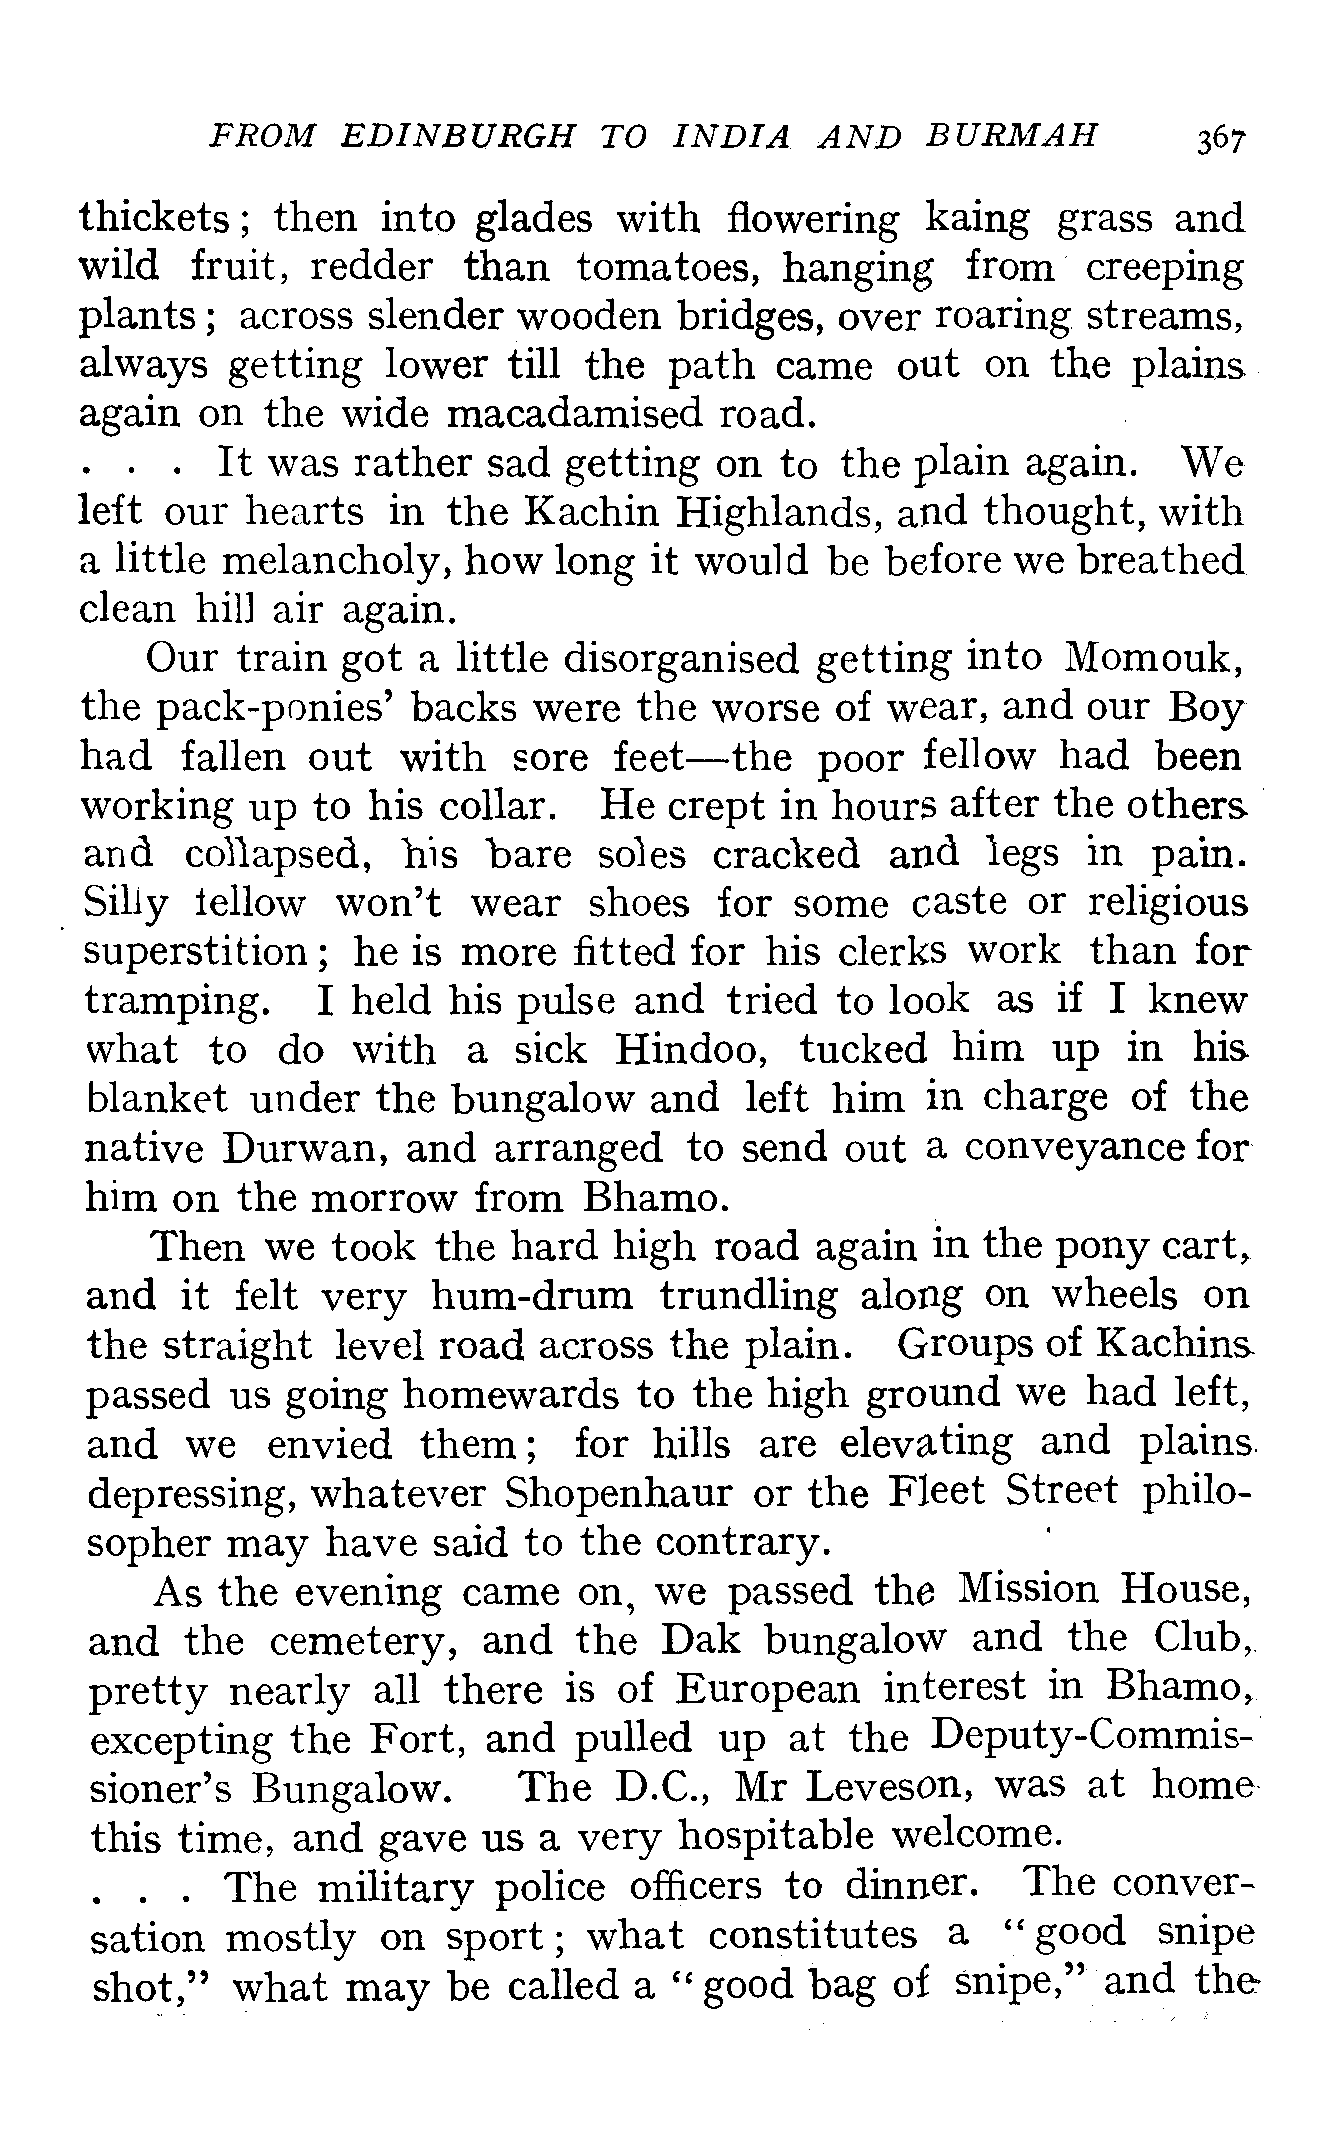 FROM EDINBURGH TO INDIA AND BURMAH 367
thickets; then into glades with flowering kaing grass and
wild fruit, redder than tomatoes, hanging from creeping
plants; across slender wooden bridges, over roaring streams,
always getting lower till the path came out on the plains
again on the wide macadamised road.
. . . It was rather sad getting on to the plain again. We
left our hearts in the Kachin Highlands, and thought, with
a little melancholy, how long it would be before we breathed
clean hill air again.
Our train got a little disorganised getting into Momouk,
the pack-ponies' backs were the worse of wear, and our Boy
had fallen out with sore feet—the poor fellow had been
working up to his collar. He crept in hours after the others
and collapsed, his bare soles cracked and legs in pain.
Silly fellow won't wear shoes for some caste or religious
superstition; he is more fitted for his clerks work than for
tramping. I held his pulse and tried to look as if I knew
what to do with a sick Hindoo, tucked him up in his
blanket under the bungalow and left him in charge of the
native Durwan, and arranged to send out a conveyance for
him on the morrow from Bhamo.
Then we took the hard high road again in the pony cart,
and it felt very hum-drum trundling along on wheels on
the straight level road across the plain. Groups of Kachins
passed us going homewards to the high ground we had left,
and we envied them; for hills are elevating and plains
depressing, whatever Shopenhaur or the Fleet Street philo-
sopher may have said to the contrary.
As the evening came on, we passed the Mission House,
and the cemetery, and the Dak bungalow and the Club,
pretty nearly all there is of European interest in Bhamo,
excepting the Fort, and pulled up at the Deputy-Commis-
sioner's Bungalow. The D.C., Mr Leveson, was at home
this time, and gave us a very hospitable welcome.
. . . The military police officers to dinner. The conver-
sation mostly on sport; what constitutes a "good snipe
shot," what may be called a "good bag of snipe," and the